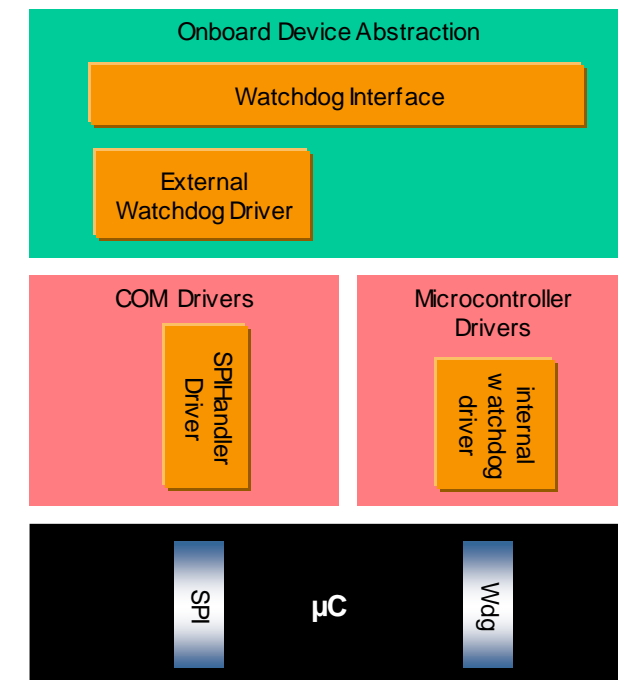 Onboard Device Abstraction
Watchdog Interface
External
Watchdog Driver
COM Drivers
SPIHandler
Driver
Microcontroller
Drivers
internal
watchdog
driver
SPI
µC
Wdg